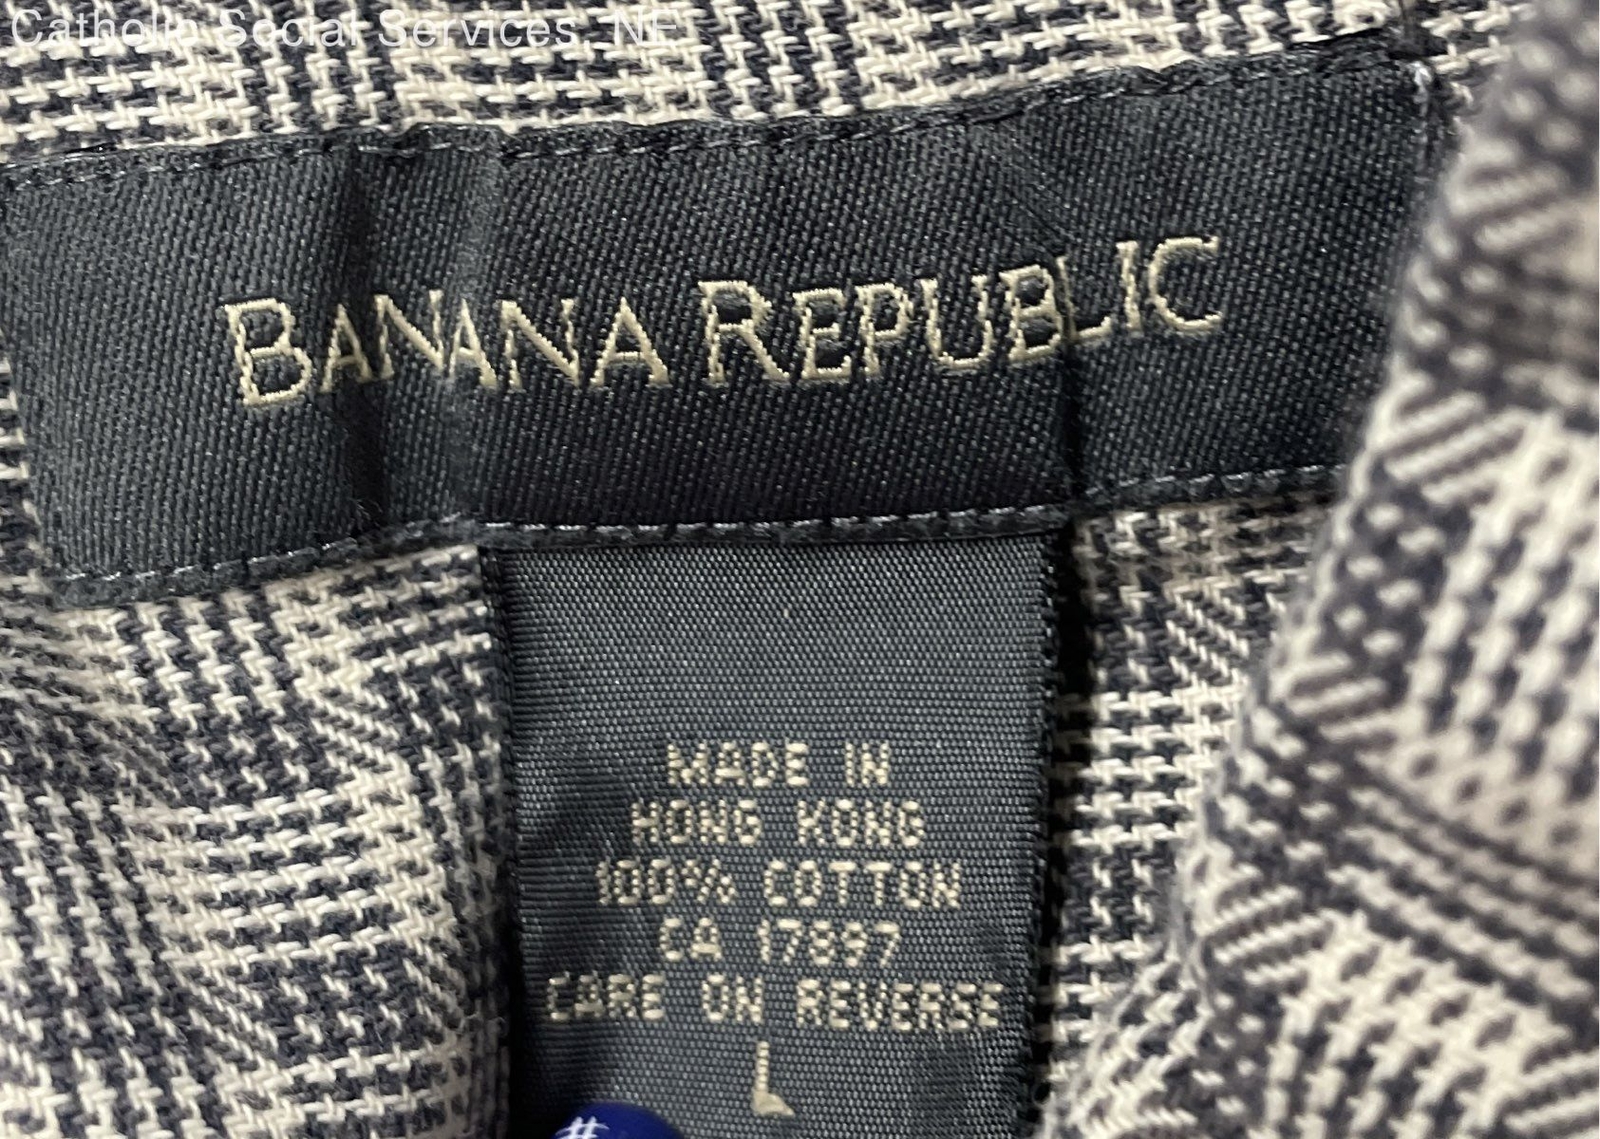 Catholic Social Services, NE
BANANA REPUBLIC
MADE IN
HONG KONG
100% COTTON
CA 17897
CARE ON REVERSE
L
#